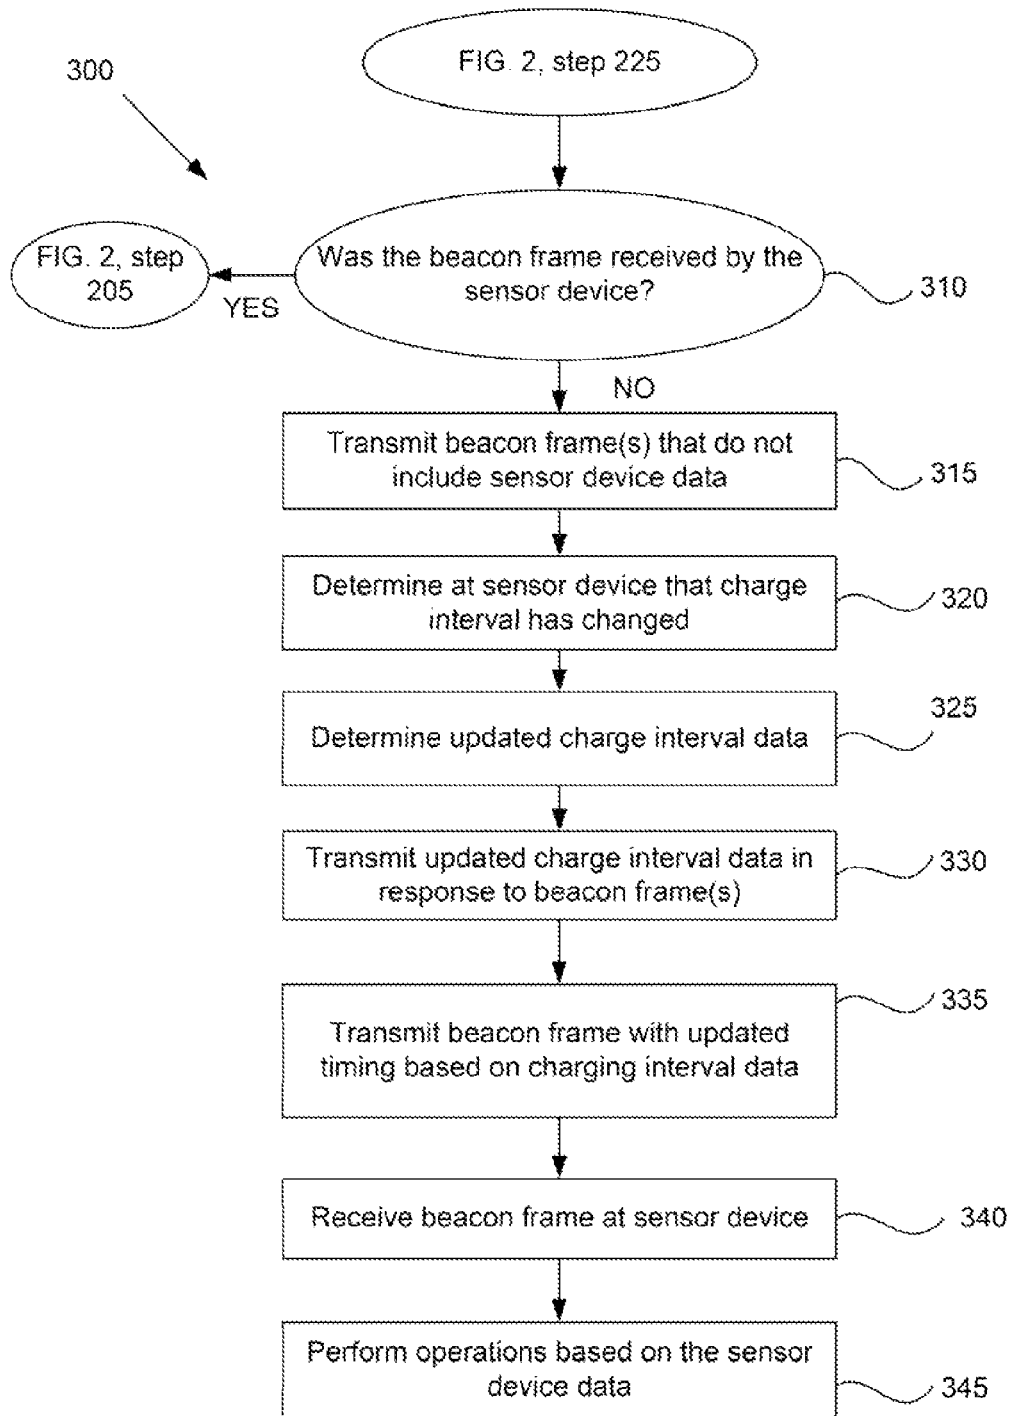 FIG. 2, step 225
300
Was the beacon frame received by the
sensor device?
310
FIG. 2, step
205
YES
NO
Transmit beacon frame(s) that do not
include sensor device data
315
Determine at sensor device that charge
interval has changed
320
Determine updated charge interval data
325
Transmit updated charge interval data in
response to beacon frame(s)
330
Transmit beacon frame with updated
timing based on charging interval data
335
Receive beacon frame at sensor device
340
Perform operations based on the sensor
device data
345